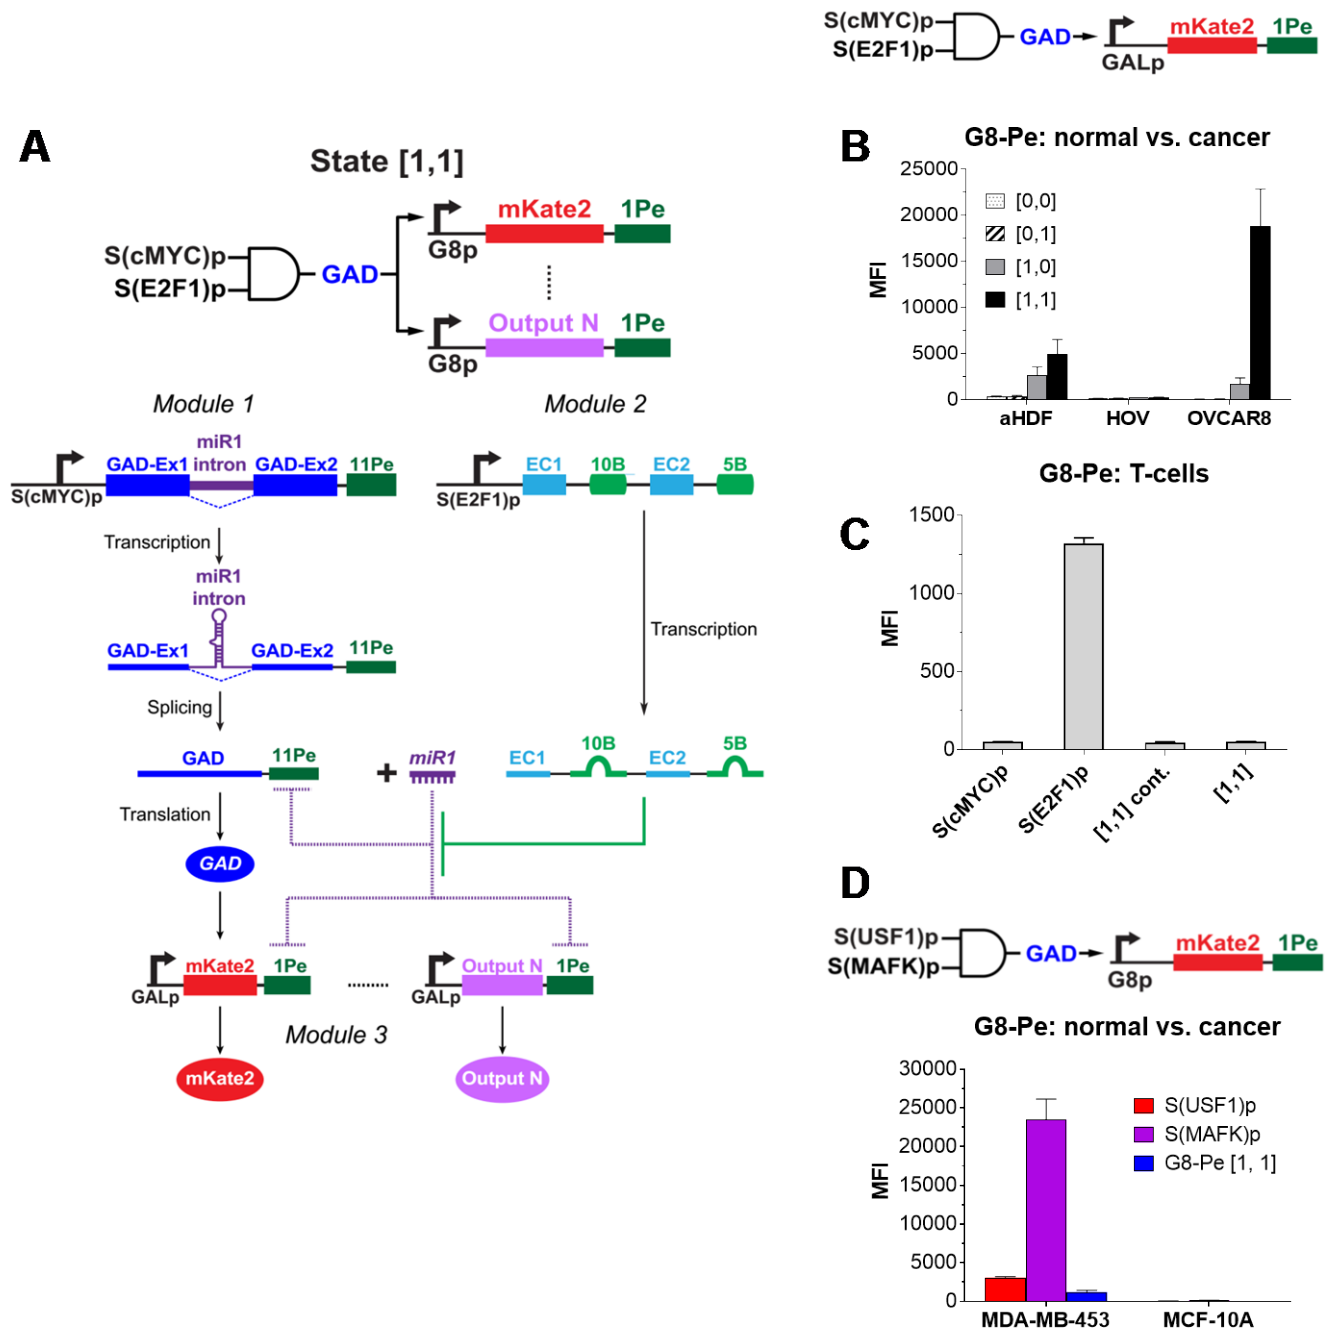 A
State [1,1]
S(cMYC)p
S(E2F1)p
GAD
mKate2
1Pe
G8p
Output N
1Pe
G8p
Module 1
Module 2
miR1
intron
GAD-Ex1
GAD-Ex2
11Pe
S(cMYC)p
EC1
10B
EC2
5B
S(E2F1)p
Transcription
miR1
intron
GAD-Ex1
GAD-Ex2
11Pe
Transcription
Splicing
GAD
11Pe
+
miR1
EC1
10B
EC2
5B
Translation
GAD
mKate2
1Pe
GALp
Output N
1Pe
GALp
Module 3
mKate2
Output N
S(cMYC)p
S(E2F1)p
GAD
mKate2
1Pe
GALp
B
G8-Pe: normal vs. cancer
25000
20000
15000
10000
5000
0
MFI
[0,0]
[0,1]
[1,0]
[1,1]
aHDF
HOV
OVCAR8
C
G8-Pe: T-cells
1500
1000
500
0
MFI
S(cMYC)p
S(E2F1)p
[1,1] cont.
[1,1]
D
S(USF1)p
S(MAFK)p
GAD
mKate2
1Pe
G8p
G8-Pe: normal vs. cancer
30000
25000
20000
15000
10000
5000
0
MFI
S(USF1)p
S(MAFK)p
G8-Pe [1, 1]
MDA-MB-453
MCF-10A